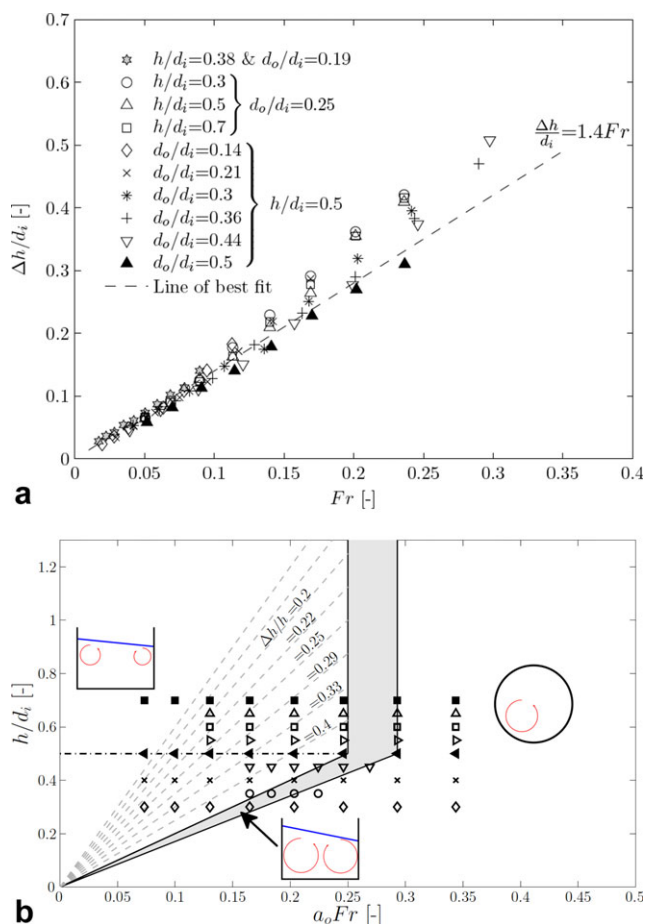 0.7
0.6
0.5
0.4
0.3
0.2
0.1
0
0.05
0.1
0.15
0.2
0.25
0.3
0.35
0.4
Δh/d_i [-]
Fr [-]
h/d_i=0.38 & d_o/d_i=0.19
h/d_i=0.3
h/d_i=0.5
h/d_i=0.7
d_o/d_i=0.25
d_o/d_i=0.14
d_o/d_i=0.21
d_o/d_i=0.3
d_o/d_i=0.36
d_o/d_i=0.44
d_o/d_i=0.5
h/d_i=0.5
Line of best fit
Δh/d_i=1.4Fr
a
1.2
1
0.8
0.6
0.4
0.2
0
0
0.05
0.1
0.15
0.2
0.25
0.3
0.35
0.4
0.45
0.5
h/d_i [-]
a_oFr [-]
Δh/h=0.2
=0.22
=0.25
=0.29
=0.33
=0.4
b